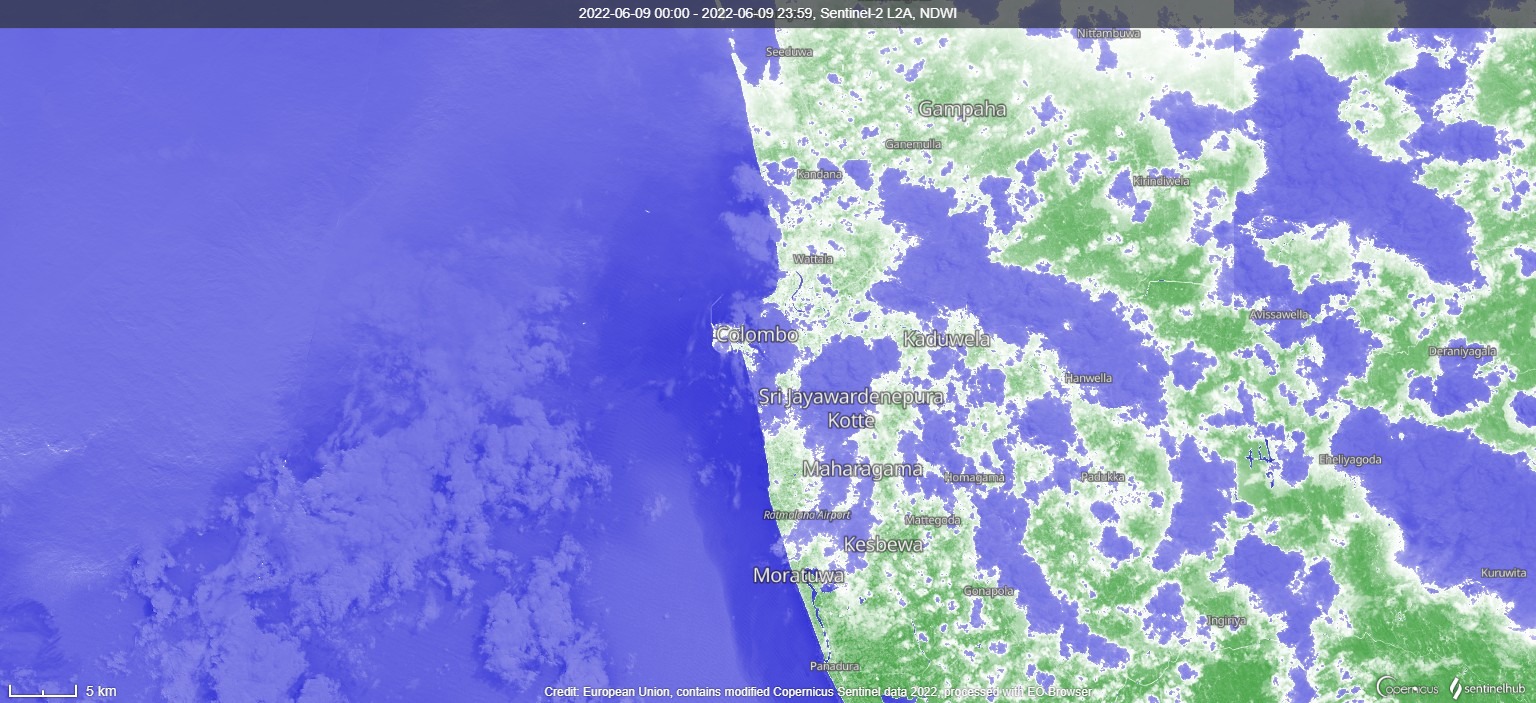 2022-06-09 00:00 - 2022-06-09 23:59, Sentinel-2 L2A, NDWI
Nittambuwa
Seeduwa
Gampaha
Ganemulla
Kandana
Kirindiwela
Wattala
Avissawella
Colombo
Kaduwela
Deraniyagala
Hanwella
Sri Jayawardenepura
Kotte
Eheliyagoda
Maharagama
Homagama
Padukka
Ratmalana Airport
Mattegoda
Kesbewa
Moratuwa
Kuruwita
Gonapola
Ingiriya
Panadura
5 km
Credit: European Union, contains modified Copernicus Sentinel data 2022, processed with EO Browser
Copernicus
sentinelhub